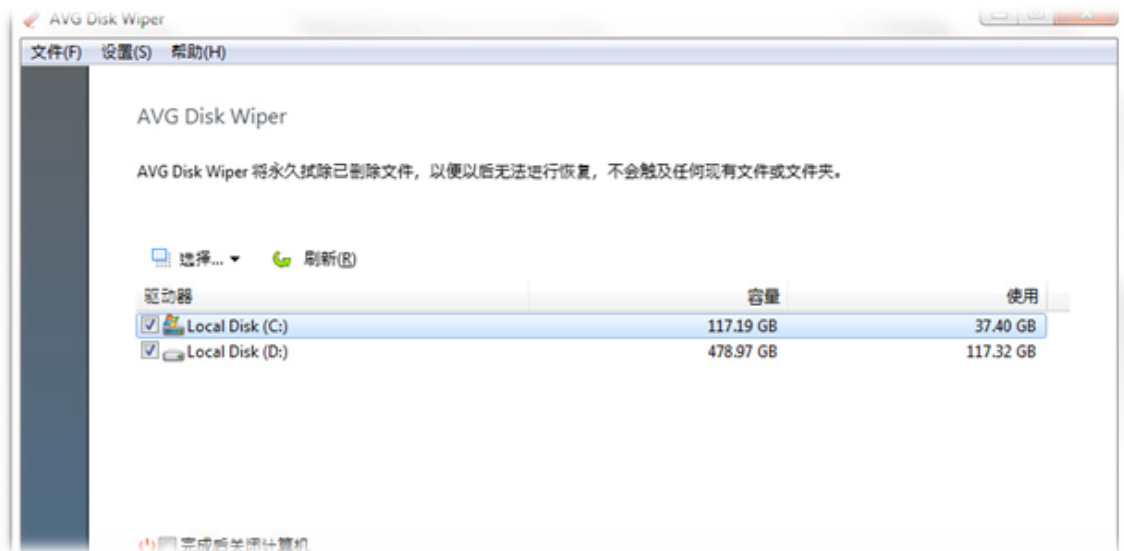 AVG Disk Wiper
文件(F) 设置(S) 帮助(H)
AVG Disk Wiper
AVG Disk Wiper 将永久拭除已删除文件，以便以后无法进行恢复，不会触及任何现有文件或文件夹。
选择... 刷新(R)
驱动器 容量 使用
Local Disk (C:) 117.19 GB 37.40 GB
Local Disk (D:) 478.97 GB 117.32 GB
完成后关闭计算机